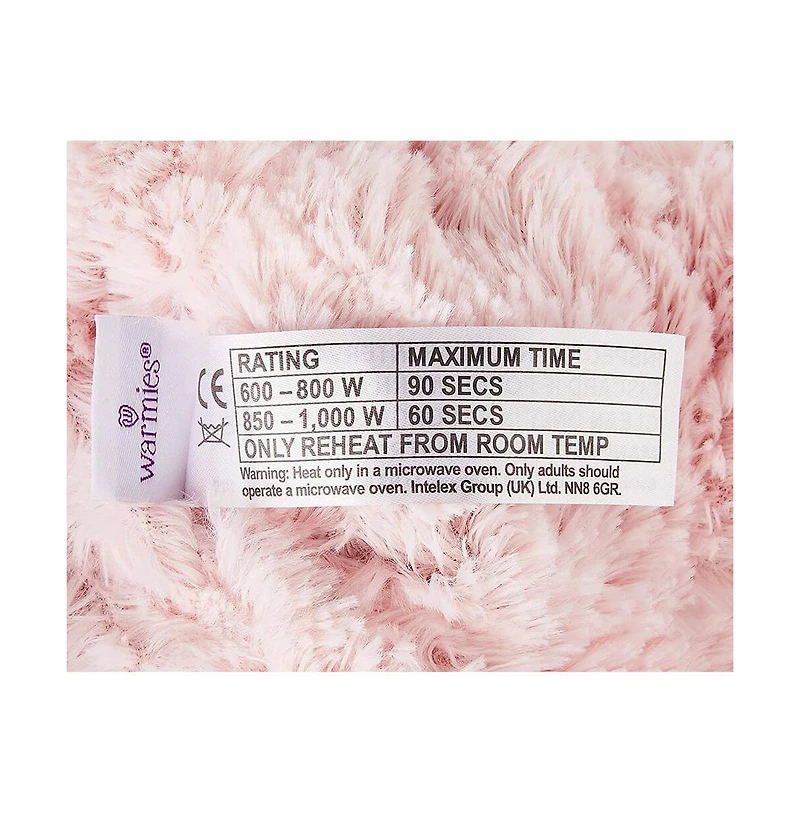 warmies®
CE
RATING MAXIMUM TIME
600 – 800 W 90 SECS
850 – 1,000 W 60 SECS
ONLY REHEAT FROM ROOM TEMP
Warning: Heat only in a microwave oven. Only adults should
operate a microwave oven. Intelex Group (UK) Ltd. NN8 6GR.